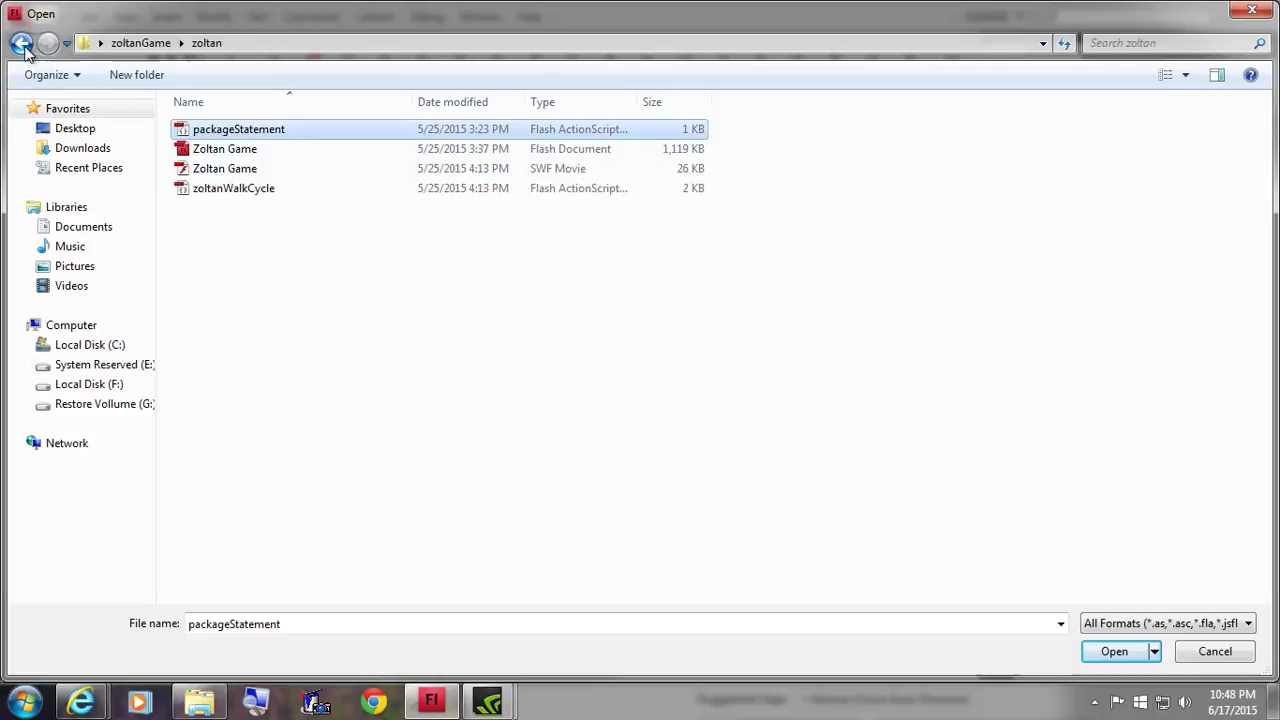 Fl Open
zoltanGame zoltan Search zoltan
Organize New folder
Name Date modified Type Size
Favorites
Desktop
Downloads
Recent Places
Libraries
Documents
Music
Pictures
Videos
Computer
Local Disk (C:)
System Reserved (E:)
Local Disk (F:)
Restore Vollume (G:)
Network
packageStatement 5/25/2015 3:23 PM Flash ActionScript... 1 KB
Zoltan Game 5/25/2015 3:37 PM Flash Document 1,119 KB
Zoltan Game 5/25/2015 4:13 PM SWF Movie 26 KB
zoltanWalkCycle 5/25/2015 4:13 PM Flash ActionScript... 2 KB
File name: packageStatement All Formats (*.as,*.asc,*.fla,*.jsfl
Open Cancel
Fl
10:48 PM
6/17/2015